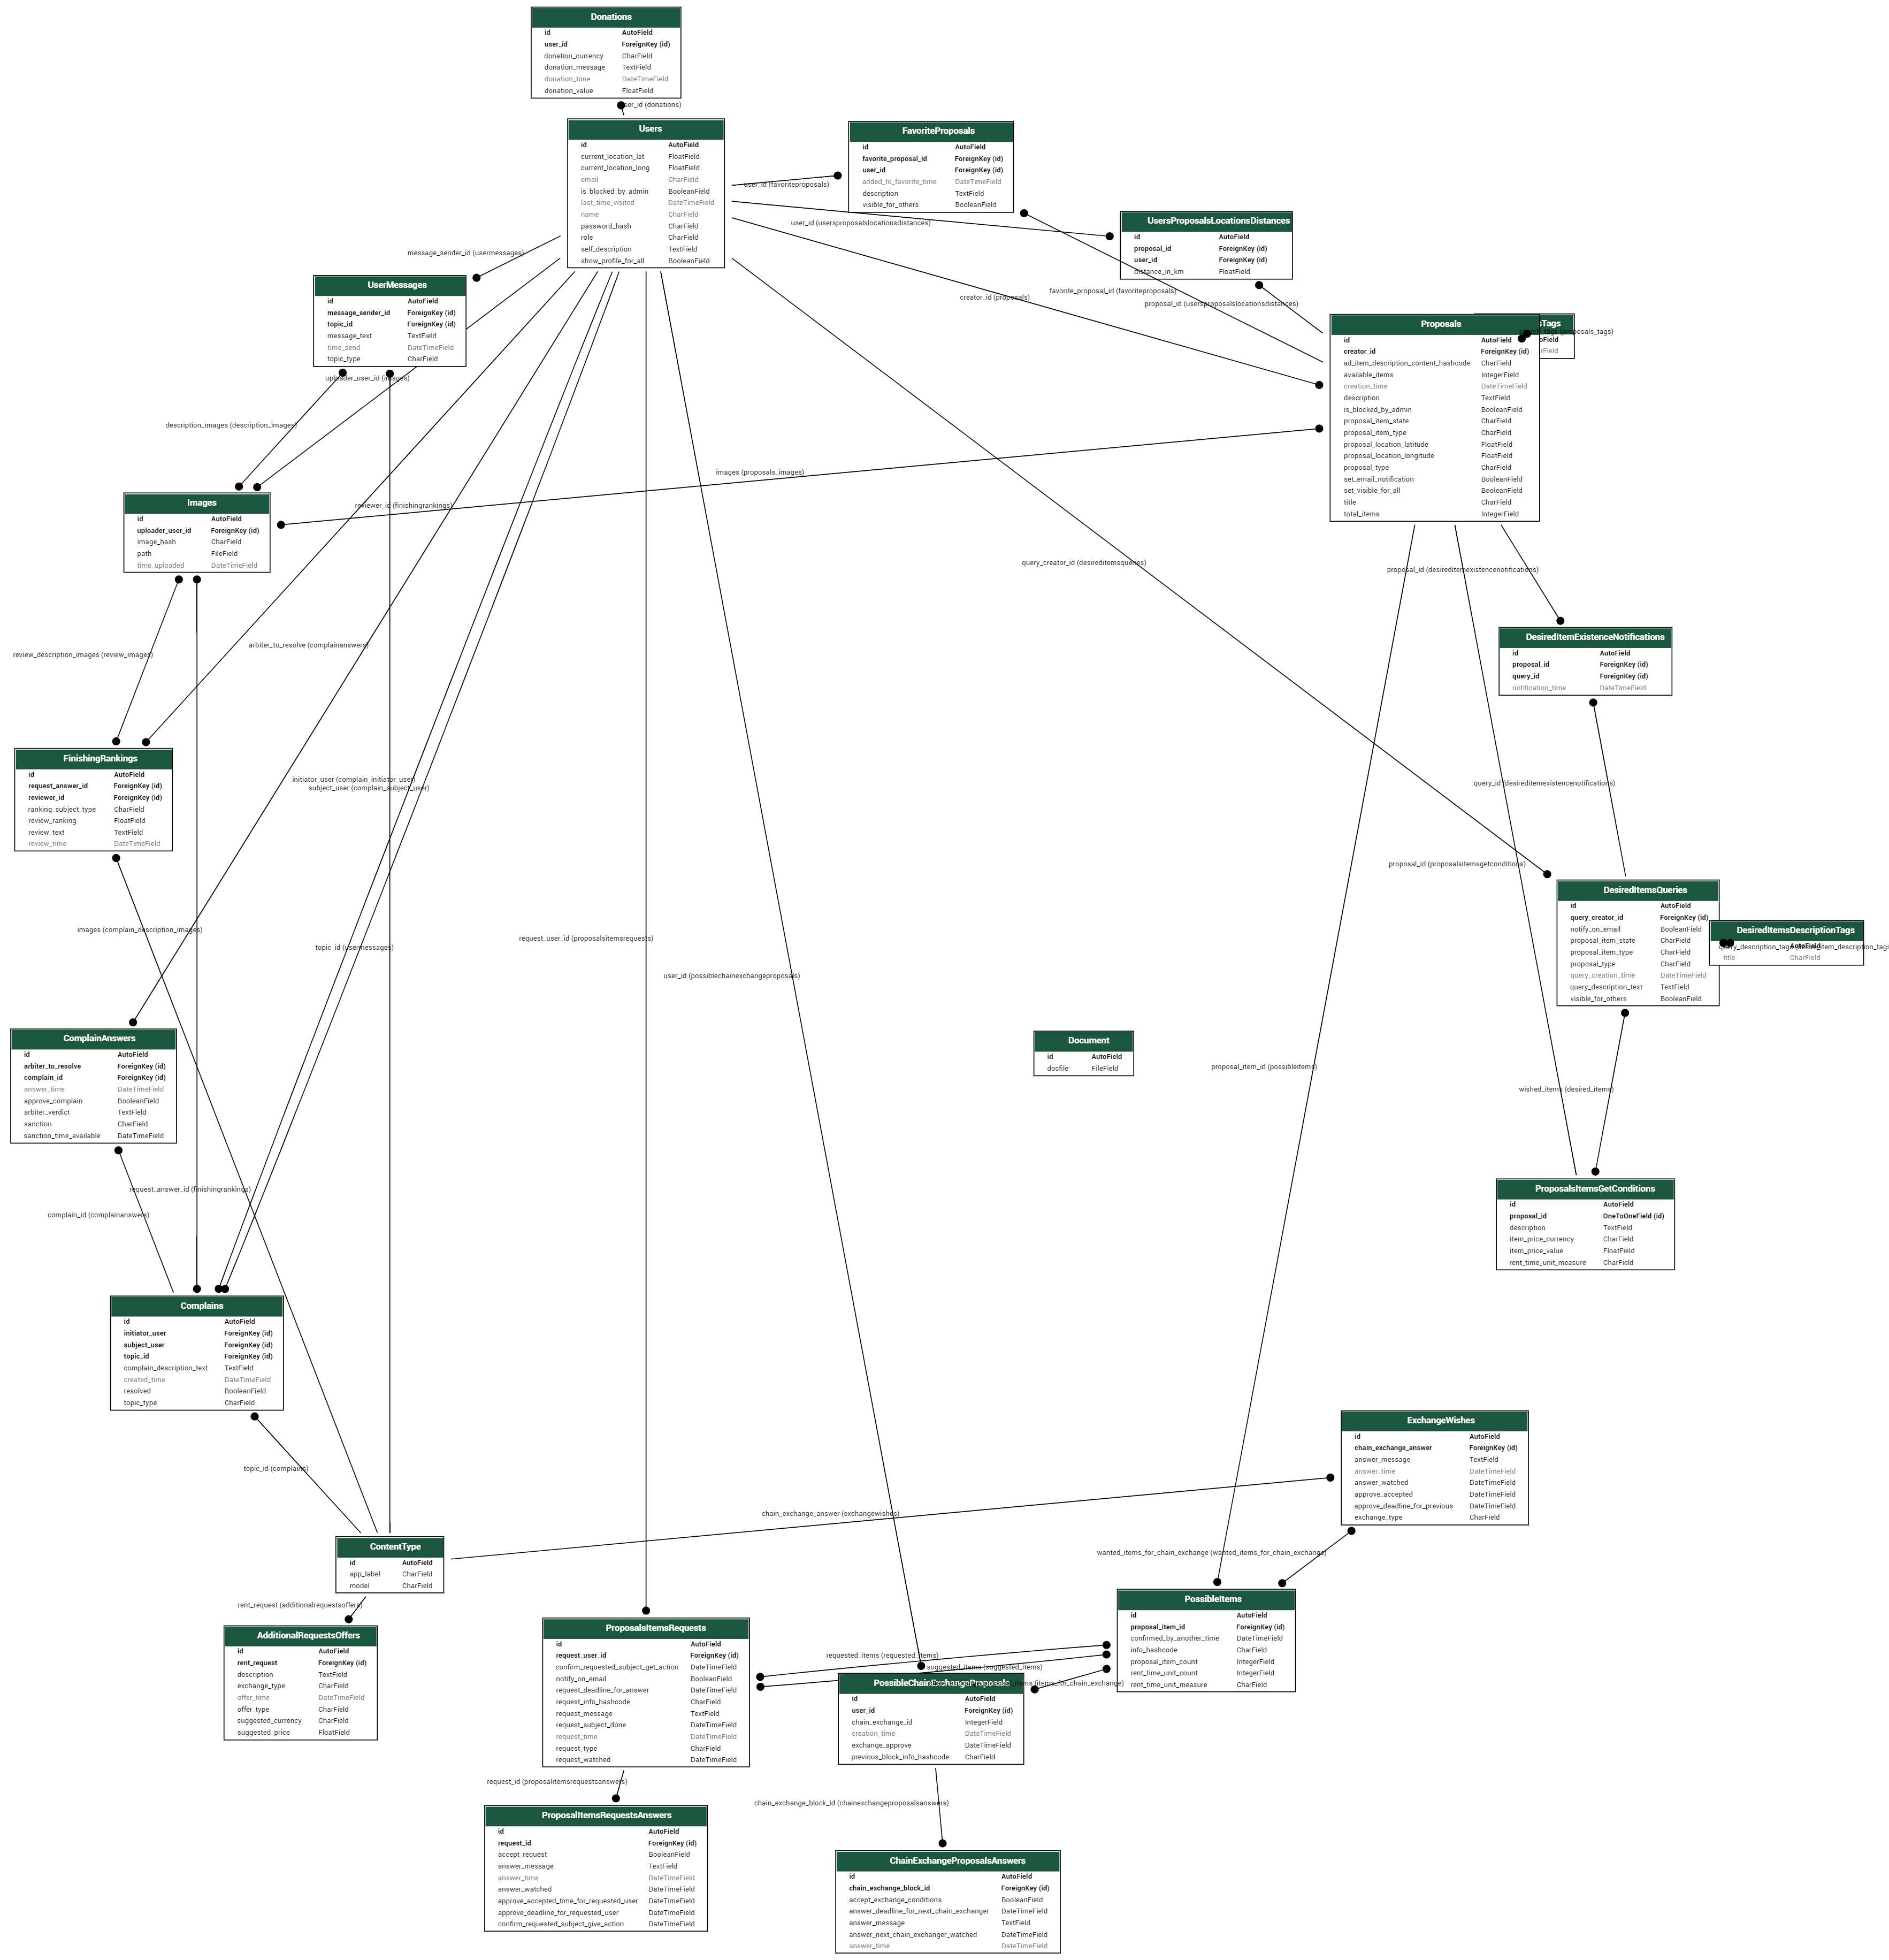 Donations
id AutoField
user_id ForeignKey (id)
donation_currency CharField
donation_message TextField
donation_time DateTimeField
donation_value FloatField
user_id (donations)
Users
id AutoField
current_location_lat FloatField
current_location_long FloatField
email CharField
is_blocked_by_admin BooleanField
last_time_visited DateTimeField
name CharField
password_hash CharField
role CharField
self_description TextField
show_profile_for_all BooleanField
FavoriteProposals
id AutoField
favorite_proposal_id ForeignKey (id)
user_id ForeignKey (id)
added_to_favorite_time DateTimeField
description TextField
visible_for_others BooleanField
user_id (favoriteproposals)
user_id (usersproposalslocationsdistances)
UsersProposalsLocationsDistances
id AutoField
proposal_id ForeignKey (id)
user_id ForeignKey (id)
distance_in_km FloatField
message_sender_id (usermessages)
UserMessages
id AutoField
message_sender_id ForeignKey (id)
topic_id ForeignKey (id)
message_text TextField
time_send DateTimeField
topic_type CharField
favorite_proposal_id (favoriteproposals)
creator_id (proposals)
proposal_id (usersproposalslocationsdistances)
Proposals
id AutoField
creator_id ForeignKey (id)
ad_item_description_content_hashcode CharField
available_items IntegerField
creation_time DateTimeField
description TextField
is_blocked_by_admin BooleanField
proposal_item_state CharField
proposal_item_type CharField
proposal_location_latitude FloatField
proposal_location_longitude FloatField
proposal_type CharField
set_email_notification BooleanField
set_visible_for_all BooleanField
title CharField
total_items IntegerField
sTags
(proposals_tags)
uploader_user_id (images)
description_images (description_images)
images (proposals_images)
Images
id AutoField
uploader_user_id ForeignKey (id)
image_hash CharField
path FileField
time_uploaded DateTimeField
reviewer_id (finishingrankings)
query_creator_id (desireditemsqueries)
proposal_id (desireditemexistencenotifications)
DesiredItemExistenceNotifications
id AutoField
proposal_id ForeignKey (id)
query_id ForeignKey (id)
notification_time DateTimeField
review_description_images (review_images)
arbiter_to_resolve (complainanswers)
FinishingRankings
id AutoField
request_answer_id ForeignKey (id)
reviewer_id ForeignKey (id)
ranking_subject_type CharField
review_ranking FloatField
review_text TextField
review_time DateTimeField
initiator_user (complain_initiator_user)
subject_user (complain_subject_user)
query_id (desireditemexistencenotifications)
proposal_id (proposalsitemsgetconditions)
DesiredItemsQueries
id AutoField
query_creator_id ForeignKey (id)
notify_on_email BooleanField
proposal_item_state CharField
proposal_item_type CharField
proposal_type CharField
query_creation_time DateTimeField
query_description_text TextField
visible_for_others BooleanField
DesiredItemsDescriptionTags
AutoField
title CharField
images (complain_description_images)
topic_id (usermessages)
request_user_id (proposalsitemsrequests)
user_id (possiblechainexchangeproposals)
ComplainAnswers
id AutoField
arbiter_to_resolve ForeignKey (id)
complain_id ForeignKey (id)
answer_time DateTimeField
approve_complain BooleanField
arbiter_verdict TextField
sanction CharField
sanction_time_available DateTimeField
Document
id AutoField
docfile FileField
proposal_item_id (possibleitems)
wished_items (desired_items)
request_answer_id (finishingrankings)
complain_id (complainanswers)
ProposalsItemsGetConditions
id AutoField
proposal_id OneToOneField (id)
description TextField
item_price_currency CharField
item_price_value FloatField
rent_time_unit_measure CharField
Complains
id AutoField
initiator_user ForeignKey (id)
subject_user ForeignKey (id)
topic_id ForeignKey (id)
complain_description_text TextField
created_time DateTimeField
resolved BooleanField
topic_type CharField
topic_id (complains)
ExchangeWishes
id AutoField
chain_exchange_answer ForeignKey (id)
answer_message TextField
answer_time DateTimeField
answer_watched DateTimeField
approve_accepted DateTimeField
approve_deadline_for_previous DateTimeField
exchange_type CharField
chain_exchange_answer (exchangewishes)
wanted_items_for_chain_exchange (wanted_items_for_chain_exchange)
ContentType
id AutoField
app_label CharField
model CharField
rent_request (additionalrequestsoffers)
AdditionalRequestsOffers
id AutoField
rent_request ForeignKey (id)
description TextField
exchange_type CharField
offer_time DateTimeField
offer_type CharField
suggested_currency CharField
suggested_price FloatField
ProposalsItemsRequests
id AutoField
request_user_id ForeignKey (id)
confirm_requested_subject_get_action DateTimeField
notify_on_email BooleanField
request_deadline_for_answer DateTimeField
request_info_hashcode CharField
request_message TextField
request_subject_done DateTimeField
request_time DateTimeField
request_type CharField
request_watched DateTimeField
PossibleItems
id AutoField
proposal_item_id ForeignKey (id)
confirmed_by_another_time DateTimeField
info_hashcode CharField
proposal_item_count IntegerField
rent_time_unit_count IntegerField
rent_time_unit_measure CharField
requested_items (requested_items)
suggested_items (suggested_items)
(items_for_chain_exchange)
PossibleChainExchangeProposals
id AutoField
user_id ForeignKey (id)
chain_exchange_id IntegerField
creation_time DateTimeField
exchange_approve DateTimeField
previous_block_info_hashcode CharField
request_id (proposalitemsrequestsanswers)
chain_exchange_block_id (chainexchangeproposalsanswers)
ProposalItemsRequestsAnswers
id AutoField
request_id ForeignKey (id)
accept_request BooleanField
answer_message TextField
answer_time DateTimeField
answer_watched DateTimeField
approve_accepted_time_for_requested_user DateTimeField
approve_deadline_for_requested_user DateTimeField
confirm_requested_subject_give_action DateTimeField
ChainExchangeProposalsAnswers
id AutoField
chain_exchange_block_id ForeignKey (id)
accept_exchange_conditions BooleanField
answer_deadline_for_next_chain_exchanger DateTimeField
answer_message TextField
answer_next_chain_exchanger_watched DateTimeField
answer_time DateTimeField